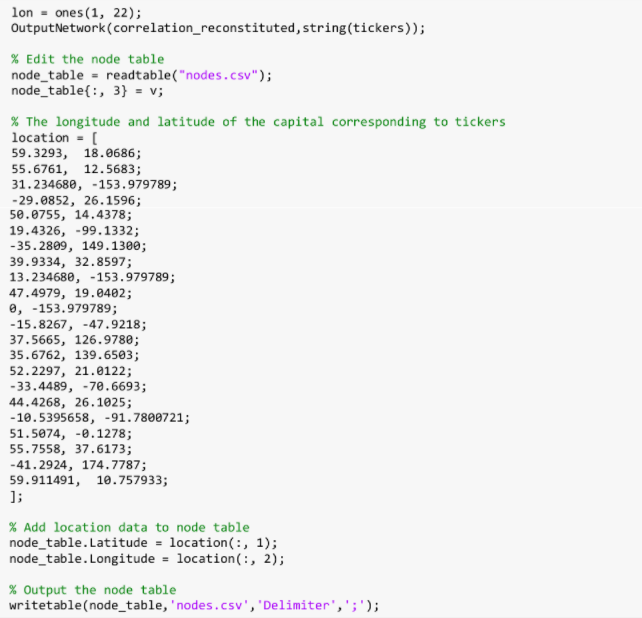 lon = ones(1, 22);
OutputNetwork(correlation_reconstituted,string(tickers));
% Edit the node table
node_table = readtable("nodes.csv");
node_table{:, 3} = v;
% The longitude and latitude of the capital corresponding to tickers
location = [
59.3293, 18.0686;
55.6761, 12.5683;
31.234680, -153.979789;
-29.0852, 26.1596;
50.0755, 14.4378;
19.4326, -99.1332;
-35.2809, 149.1300;
39.9334, 32.8597;
13.234680, -153.979789;
47.4979, 19.0402;
0, -153.979789;
-15.8267, -47.9218;
37.5665, 126.9780;
35.6762, 139.6503;
52.2297, 21.0122;
-33.4489, -70.6693;
44.4268, 26.1025;
-10.5395658, -91.7800721;
51.5074, -0.1278;
55.7558, 37.6173;
-41.2924, 174.7787;
59.911491, 10.757933;
];
% Add location data to node table
node_table.Latitude = location(:, 1);
node_table.Longitude = location(:, 2);
% Output the node table
writetable(node_table,'nodes.csv','Delimiter',';');